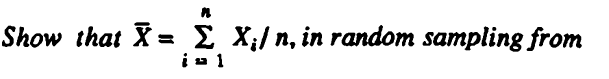 Show that X̄ = Σ_{i=1}^{n} X_i / n, in random sampling from